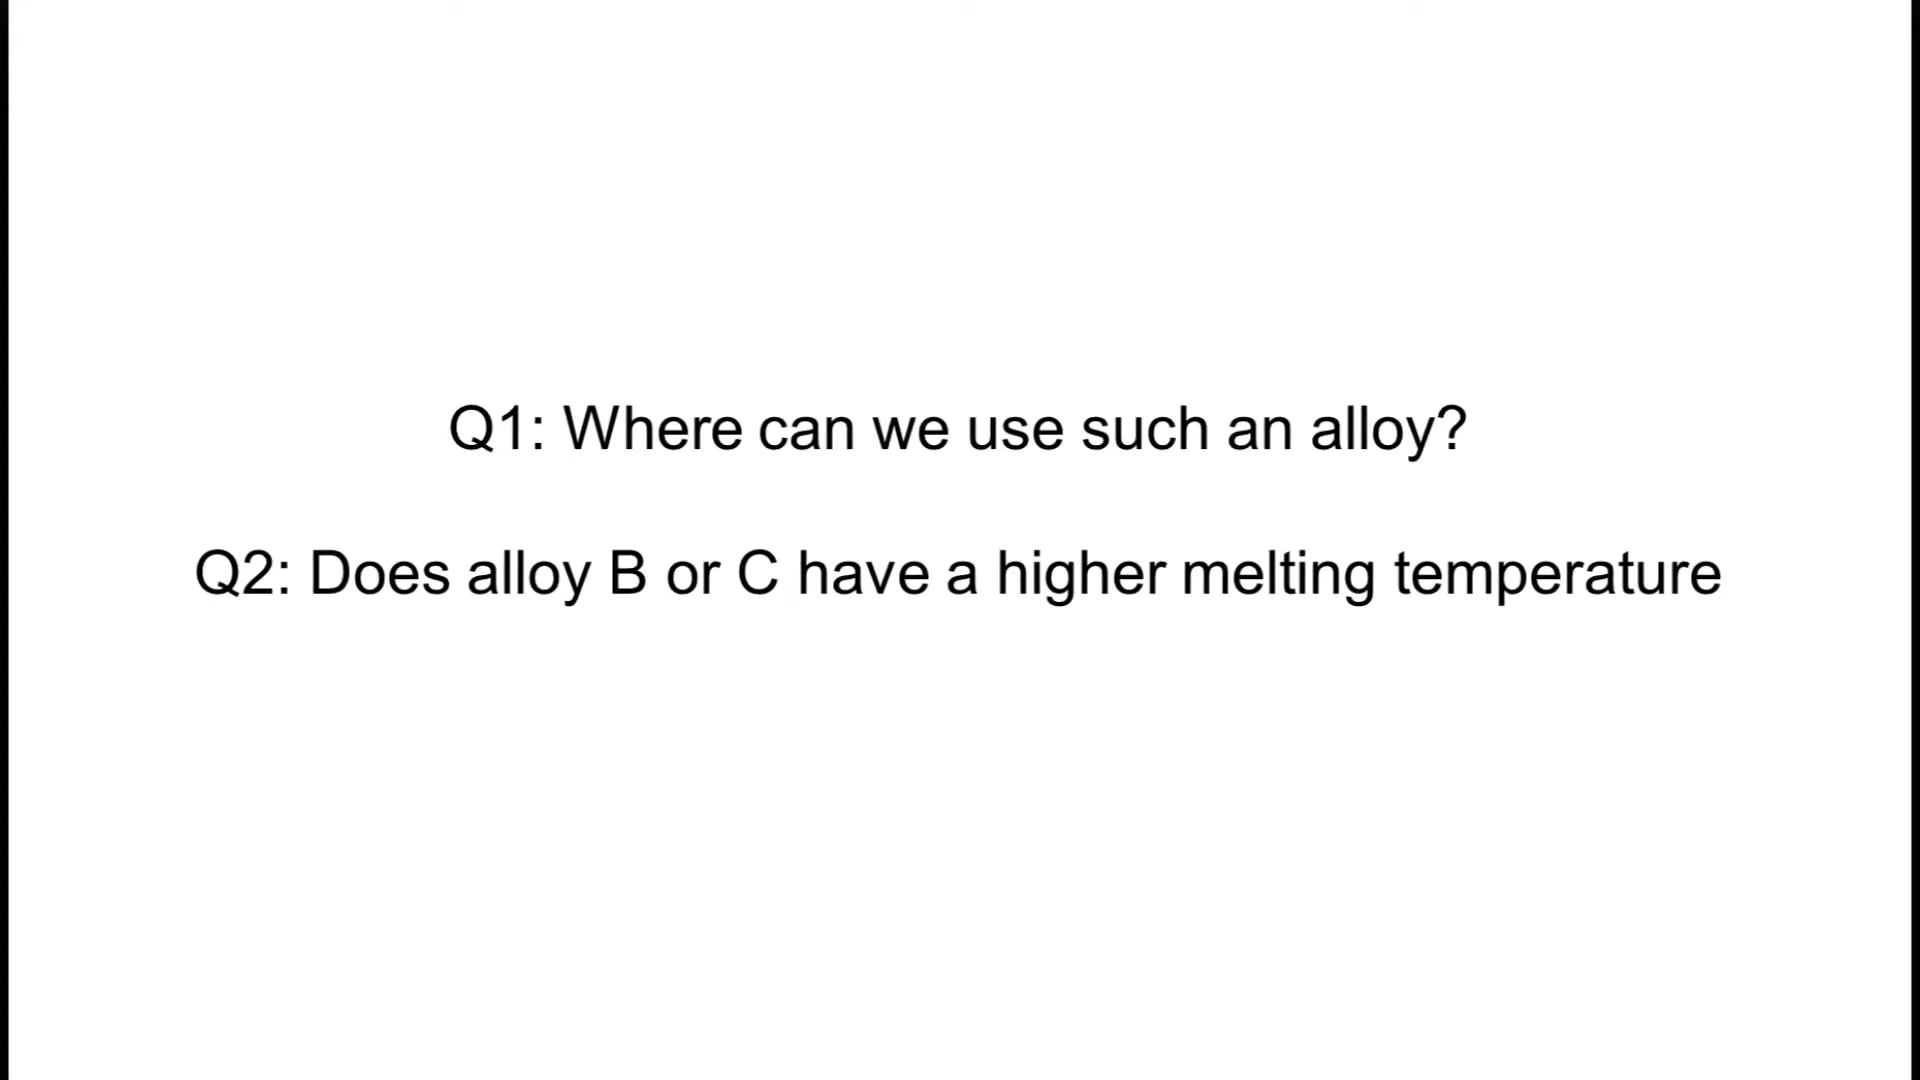 Q1: Where can we use such an alloy?
Q2: Does alloy B or C have a higher melting temperature